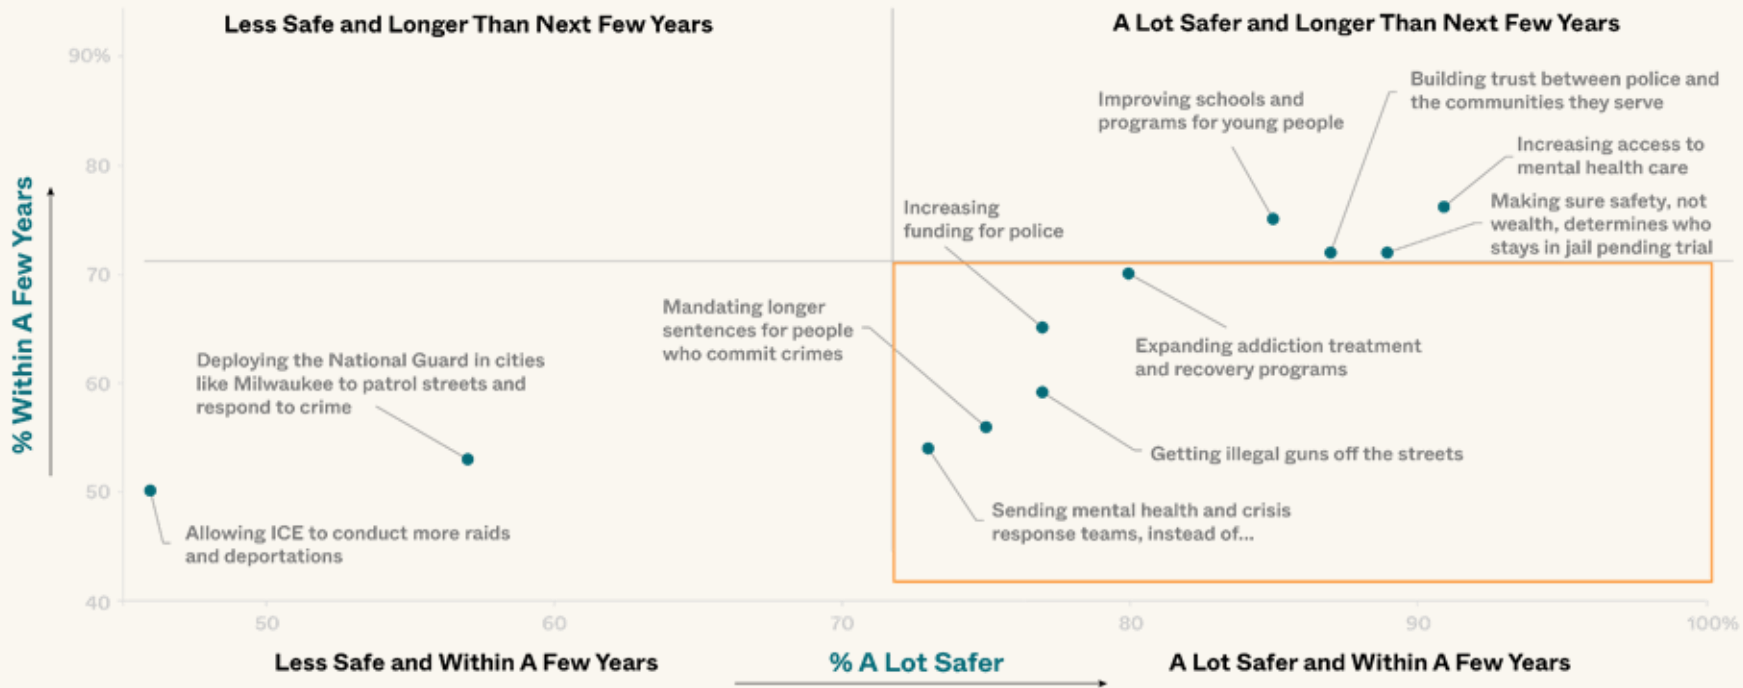 Less Safe and Longer Than Next Few Years
A Lot Safer and Longer Than Next Few Years
90%
80
70
60
50
40
% Within A Few Years
Building trust between police and
the communities they serve
Improving schools and
programs for young people
Increasing access to
mental health care
Making sure safety, not
wealth, determines who
stays in jail pending trial
Increasing
funding for police
Mandating longer
sentences for people
who commit crimes
Expanding addiction treatment
and recovery programs
Deploying the National Guard in cities
like Milwaukee to patrol streets and
respond to crime
Getting illegal guns off the streets
Sending mental health and crisis
response teams, instead of...
Allowing ICE to conduct more raids
and deportations
50
60
70
80
90
100%
Less Safe and Within A Few Years
% A Lot Safer
A Lot Safer and Within A Few Years